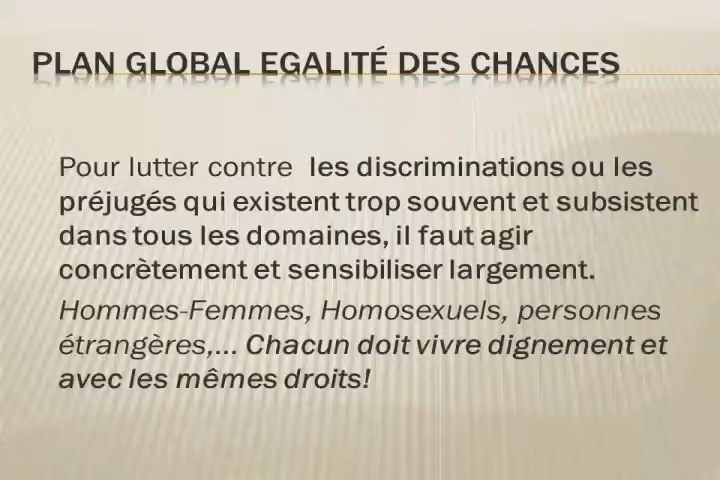 PLAN GLOBAL EGALITÉ DES CHANCES
Pour lutter contre les discriminations ou les
préjugés qui existent trop souvent et subsistent
dans tous les domaines, il faut agir
concrètement et sensibiliser largement.
Hommes-Femmes, Homosexuels, personnes
étrangères,... Chacun doit vivre dignement et
avec les mêmes droits!